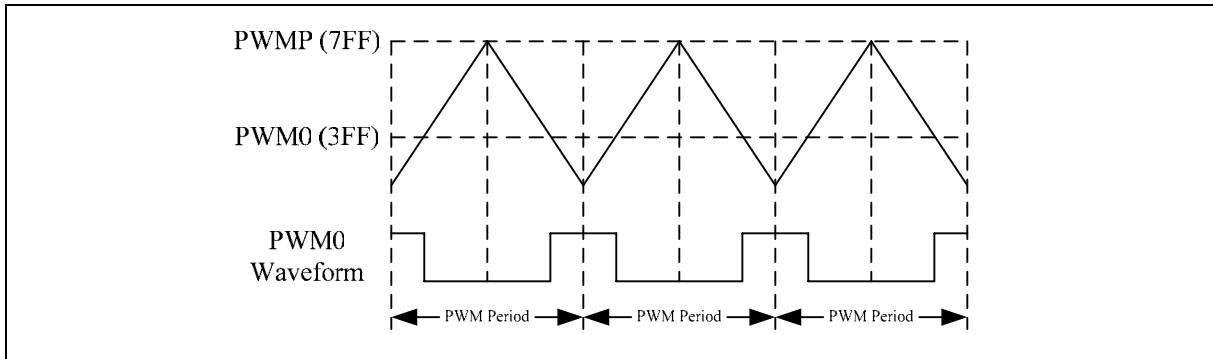 PWMP (7FF)
PWM0 (3FF)
PWM0
Waveform
PWM Period
PWM Period
PWM Period